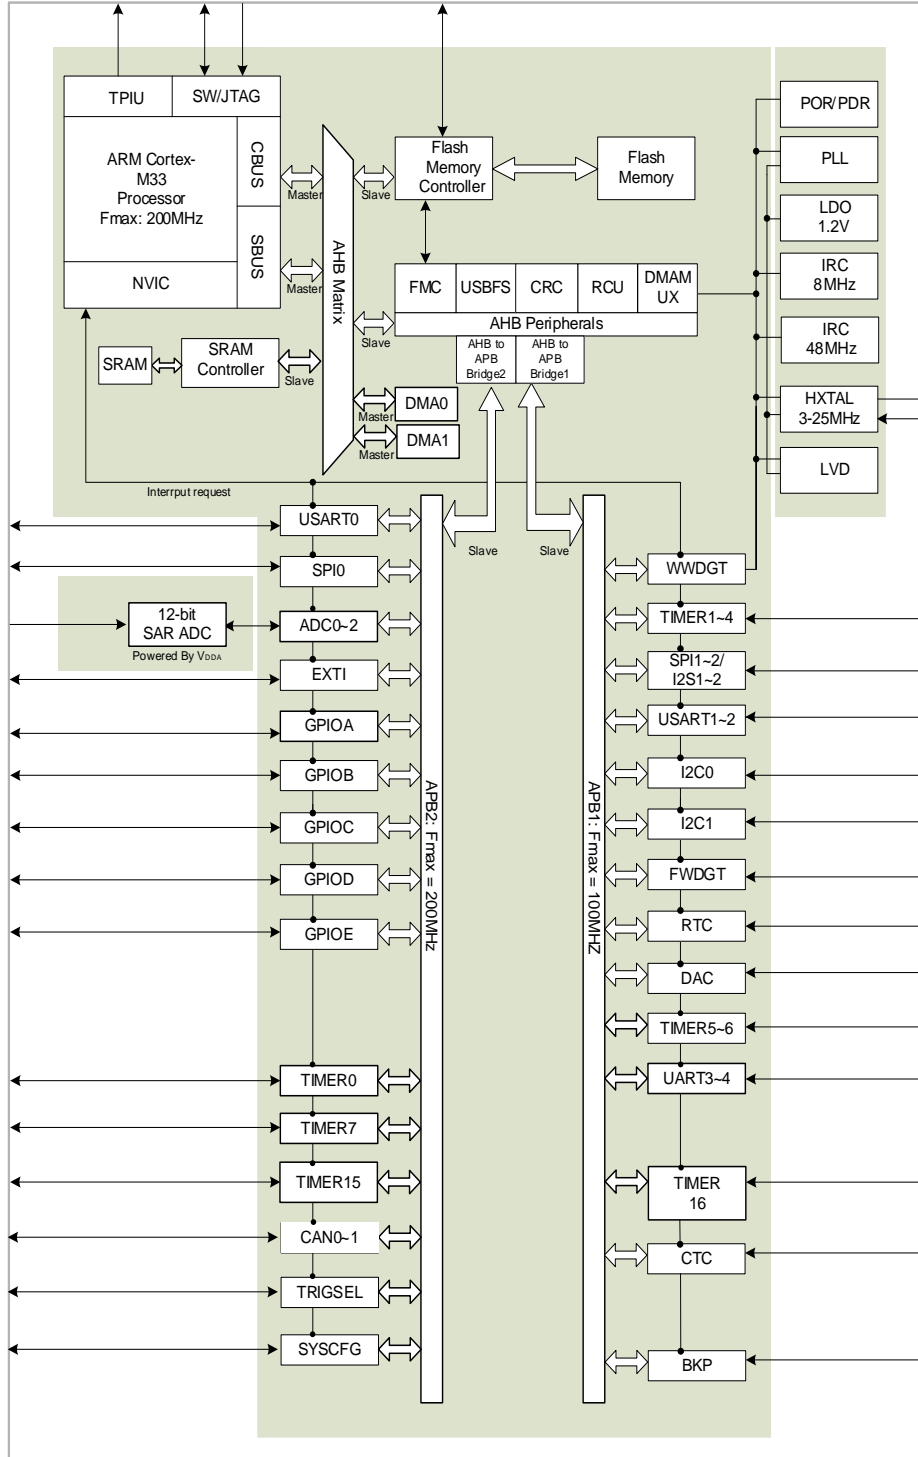 TPIU
SW/JTAG
ARM Cortex-
M33
Processor
Fmax: 200MHz
CBUS
SBUS
NVIC
Master
Master
AHB Matrix
Slave
Flash
Memory
Controller
Flash
Memory
FMC
USBFS
CRC
RCU
DMAM
UX
AHB Peripherals
Slave
AHB to
APB
Bridge2
AHB to
APB
Bridge1
SRAM
SRAM
Controller
Slave
DMA0
Master
DMA1
Master
POR/PDR
PLL
LDO
1.2V
IRC
8MHz
IRC
48MHz
HXTAL
3-25MHz
LVD
Interrput request
Slave
Slave
USART0
SPI0
12-bit
SAR ADC
Powered By VDDA
ADC0~2
EXTI
GPIOA
GPIOB
GPIOC
GPIOD
GPIOE
TIMER0
TIMER7
TIMER15
CAN0~1
TRIGSEL
SYSCFG
APB2: Fmax = 200MHz
APB1: Fmax = 100MHZ
WWDGT
TIMER1~4
SPI1~2/
I2S1~2
USART1~2
I2C0
I2C1
FWDGT
RTC
DAC
TIMER5~6
UART3~4
TIMER
16
CTC
BKP